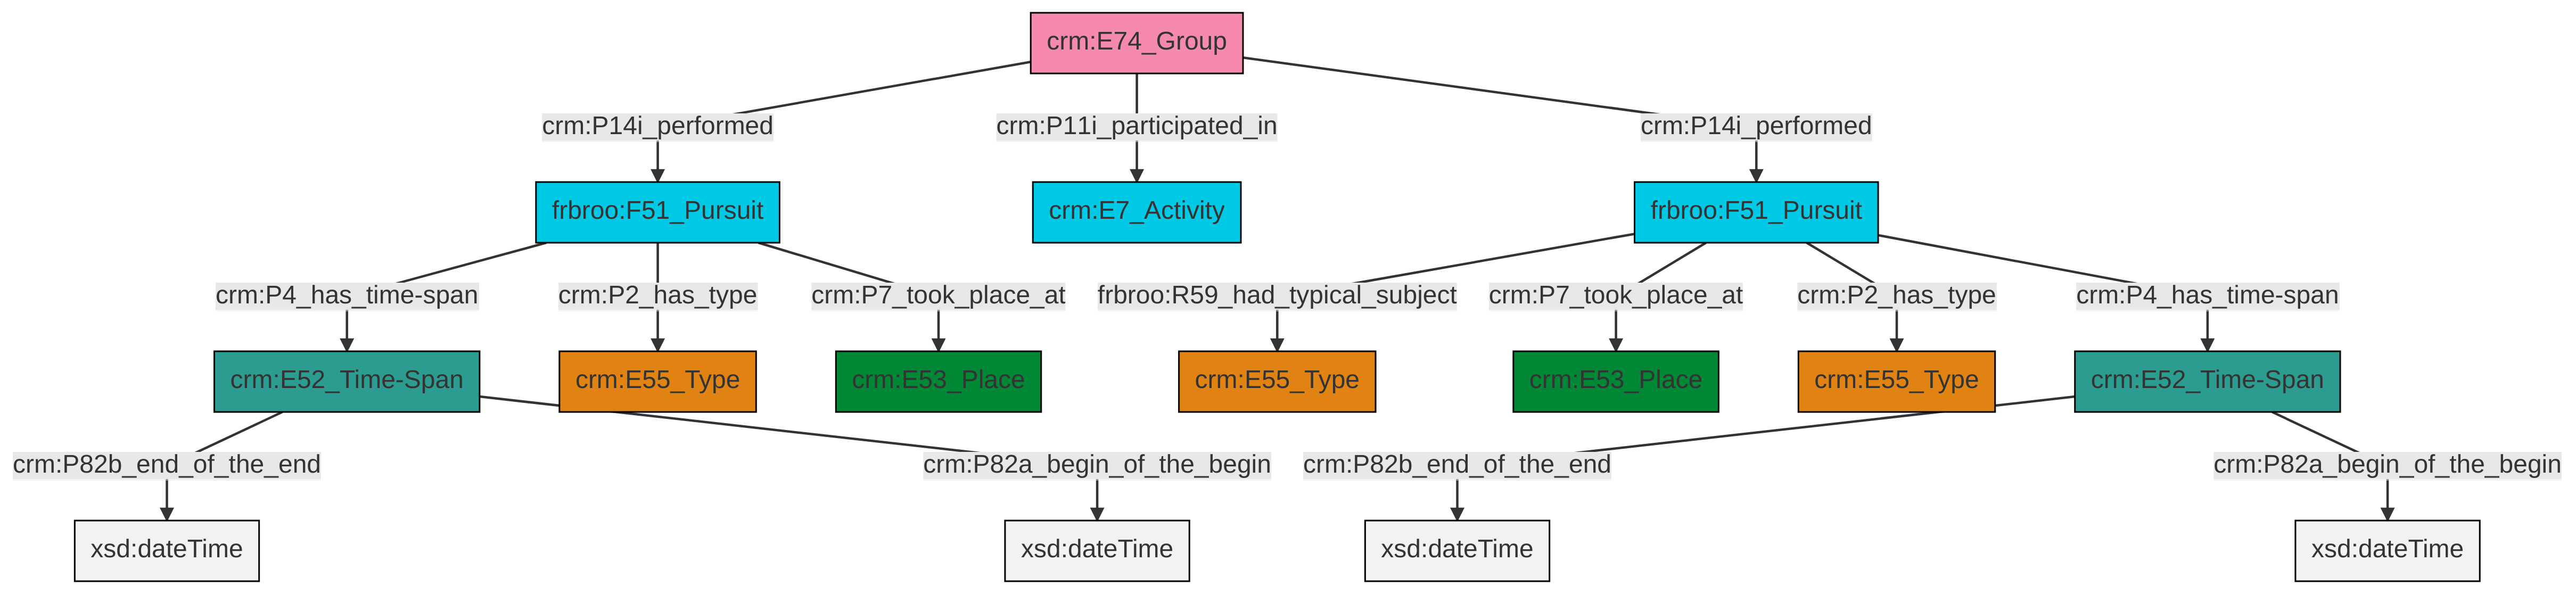 crm:E74_Group
crm:P14i_performed
crm:P11i_participated_in
crm:P14i_performed
frbroo:F51_Pursuit
crm:E7_Activity
frbroo:F51_Pursuit
crm:P4_has_time-span
crm:P2_has_type
crm:P7_took_place_at
frbroo:R59_had_typical_subject
crm:P7_took_place_at
crm:P2_has_type
crm:P4_has_time-span
crm:E52_Time-Span
crm:E55_Type
crm:E53_Place
crm:E55_Type
crm:E53_Place
crm:E55_Type
crm:E52_Time-Span
crm:P82b_end_of_the_end
crm:P82a_begin_of_the_begin
crm:P82b_end_of_the_end
crm:P82a_begin_of_the_begin
xsd:dateTime
xsd:dateTime
xsd:dateTime
xsd:dateTime